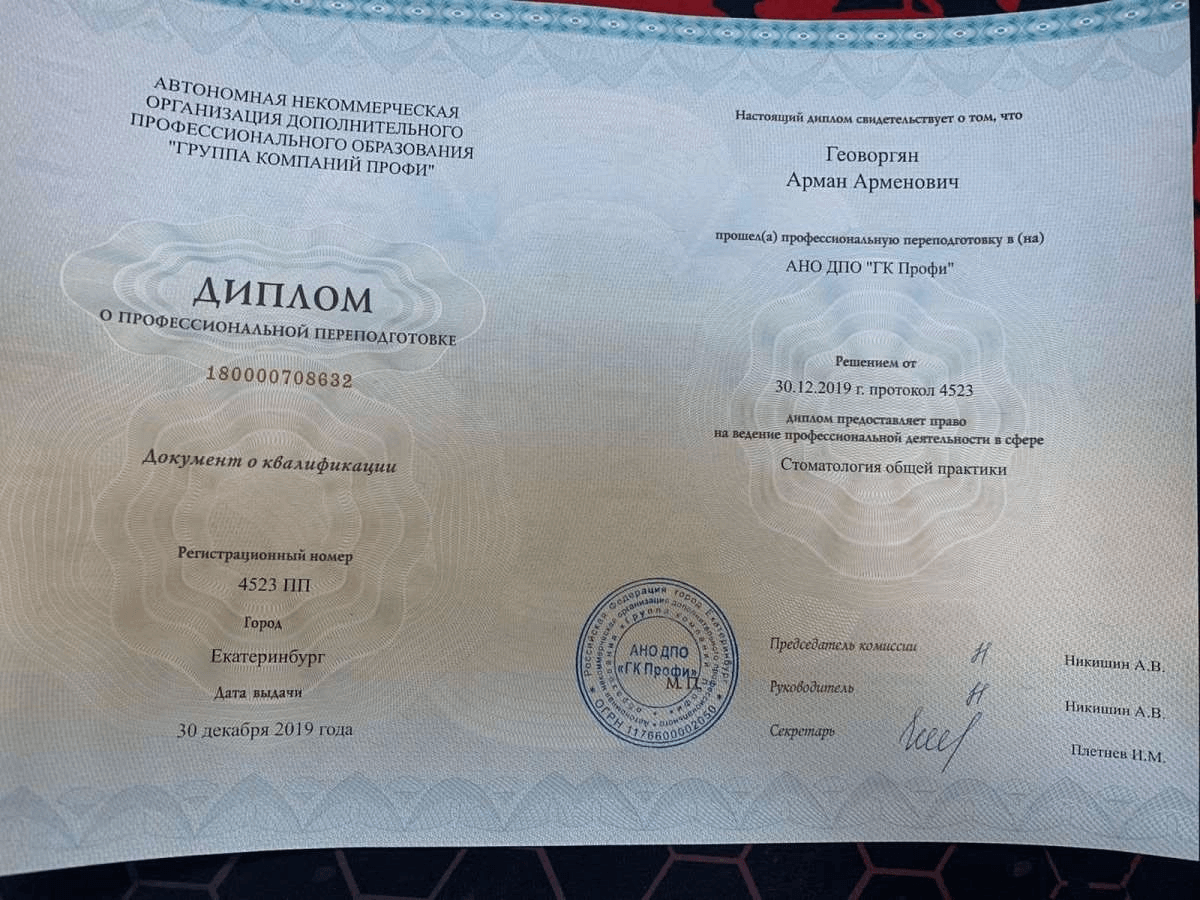 АВТОНОМНАЯ НЕКОММЕРЧЕСКАЯ
ОРГАНИЗАЦИЯ ДОПОЛНИТЕЛЬНОГО
ПРОФЕССИОНАЛЬНОГО ОБРАЗОВАНИЯ
"ГРУППА КОМПАНИЙ ПРОФИ"
ДИПЛОМ
О ПРОФЕССИОНАЛЬНОЙ ПЕРЕПОДГОТОВКЕ
180000708632
Документ о квалификации
Регистрационный номер
4523 ПП
Город
Екатеринбург
Дата выдачи
30 декабря 2019 года
Настоящий диплом свидетельствует о том, что
Геоворгян
Арман Арменович
прошел(а) профессиональную переподготовку в (на)
АНО ДПО "ГК Профи"
Решением от
30.12.2019 г. протокол 4523
диплом предоставляет право
на ведение профессиональной деятельности в сфере
Стоматология общей практики
Российская Федерация город Екатеринбург
ОГРН 1176600002050
Автономная некоммерческая организация дополнительного профессионального
образования «Группа компаний Профи»
АНО ДПО
«ГК Профи»
М.П.
Председатель комиссии
Никишин А.В.
Руководитель
Никишин А.В.
Секретарь
Плетнев И.М.